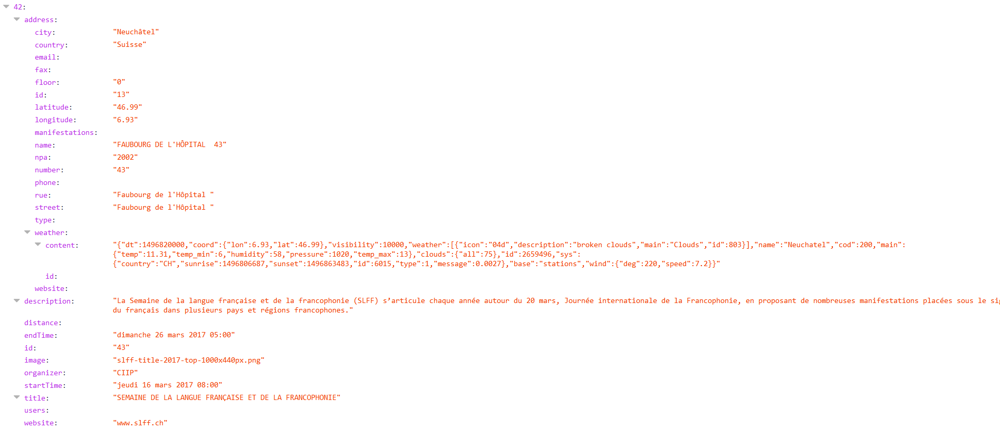 42:
address:
city: "Neuchâtel"
country: "Suisse"
email:
fax:
floor: "0"
id: "13"
latitude: "46.99"
longitude: "6.93"
manifestations:
name: "FAUBOURG DE L'HÔPITAL  43"
npa: "2002"
number: "43"
phone:
rue: "Faubourg de l'Hôpital "
street: "Faubourg de l'Hôpital "
type:
weather:
content: "{"dt":1496820000,"coord":{"lon":6.93,"lat":46.99},"visibility":10000,"weather":[{"icon":"04d","description":"broken clouds","main":"Clouds","id":803}],"name":"Neuchatel","cod":200,"main":
{"temp":11.31,"temp_min":6,"humidity":58,"pressure":1020,"temp_max":13},"clouds":{"all":75},"id":2659496,"sys":
{"country":"CH","sunrise":1496806687,"sunset":1496863483,"id":6015,"type":1,"message":0.0027},"base":"stations","wind":{"deg":220,"speed":7.2}}"
id:
website:
description: "La Semaine de la langue française et de la francophonie (SLFF) s’articule chaque année autour du 20 mars, Journée internationale de la Francophonie, en proposant de nombreuses manifestations placées sous le
du français dans plusieurs pays et régions francophones."
distance:
endTime: "dimanche 26 mars 2017 05:00"
id: "43"
image: "slff-title-2017-top-1000x440px.png"
organizer: "CIIP"
startTime: "jeudi 16 mars 2017 08:00"
title: "SEMAINE DE LA LANGUE FRANÇAISE ET DE LA FRANCOPHONIE"
users:
website: "www.slff.ch"